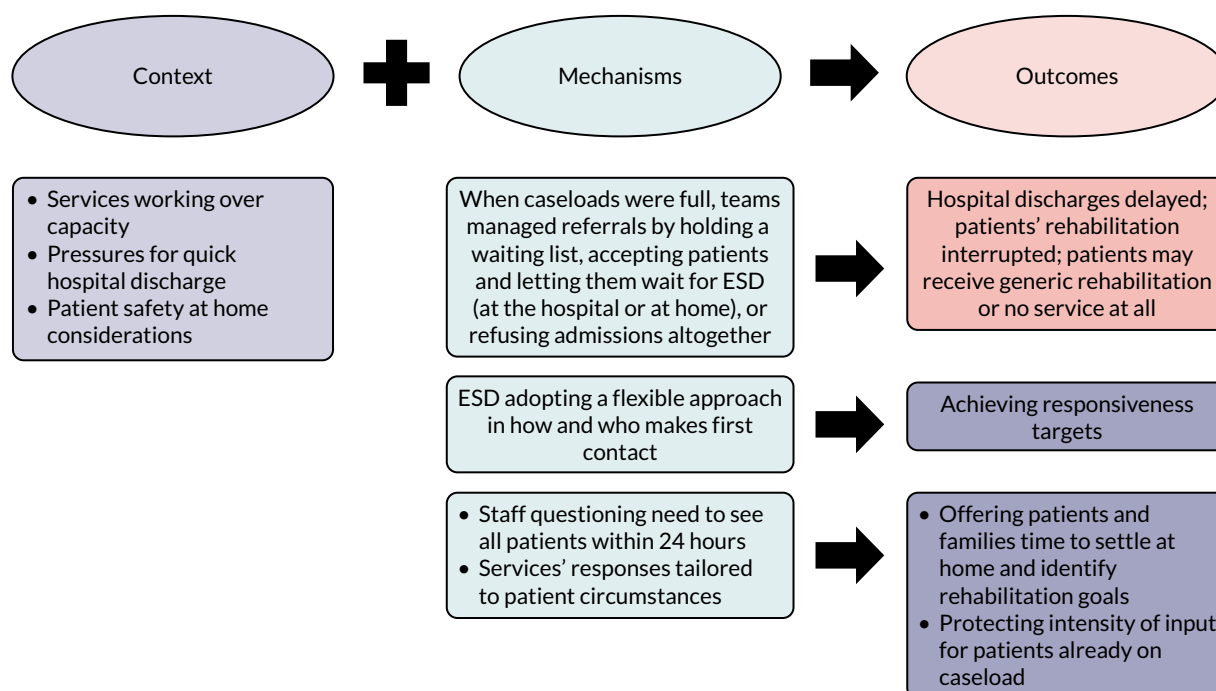 Context
Mechanisms
Outcomes
• Services working over
capacity
• Pressures for quick
hospital discharge
• Patient safety at home
considerations
When caseloads were full, teams
managed referrals by holding a
waiting list, accepting patients
and letting them wait for ESD
(at the hospital or at home), or
refusing admissions altogether
Hospital discharges delayed;
patients’ rehabilitation
interrupted; patients may
receive generic rehabilitation
or no service at all
ESD adopting a flexible approach
in how and who makes first
contact
Achieving responsiveness
targets
• Staff questioning need to see
all patients within 24 hours
• Services’ responses tailored
to patient circumstances
• Offering patients and
families time to settle at
home and identify
rehabilitation goals
• Protecting intensity of input
for patients already on
caseload